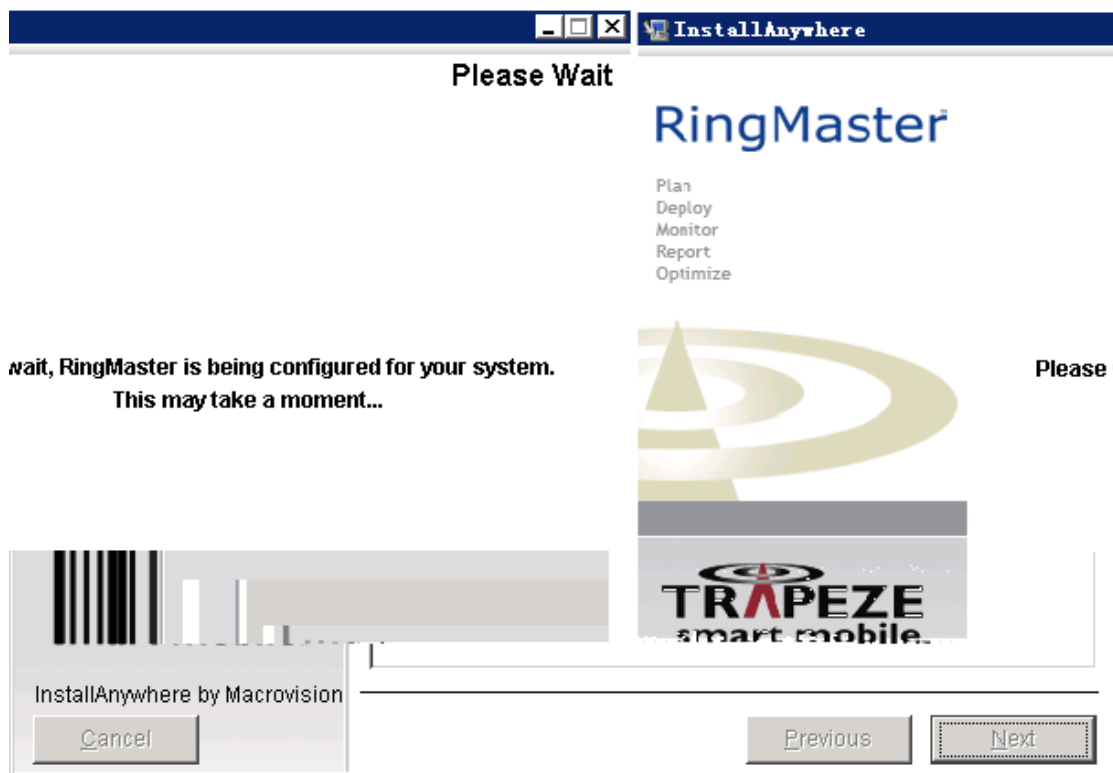 Please Wait
InstallAnywhere
RingMaster
Plan
Deploy
Monitor
Report
Optimize
wait, RingMaster is being configured for your system.
This may take a moment...
Please
TRAPEZE
smart mobile.
InstallAnywhere by Macrovision
Cancel
Previous
Next